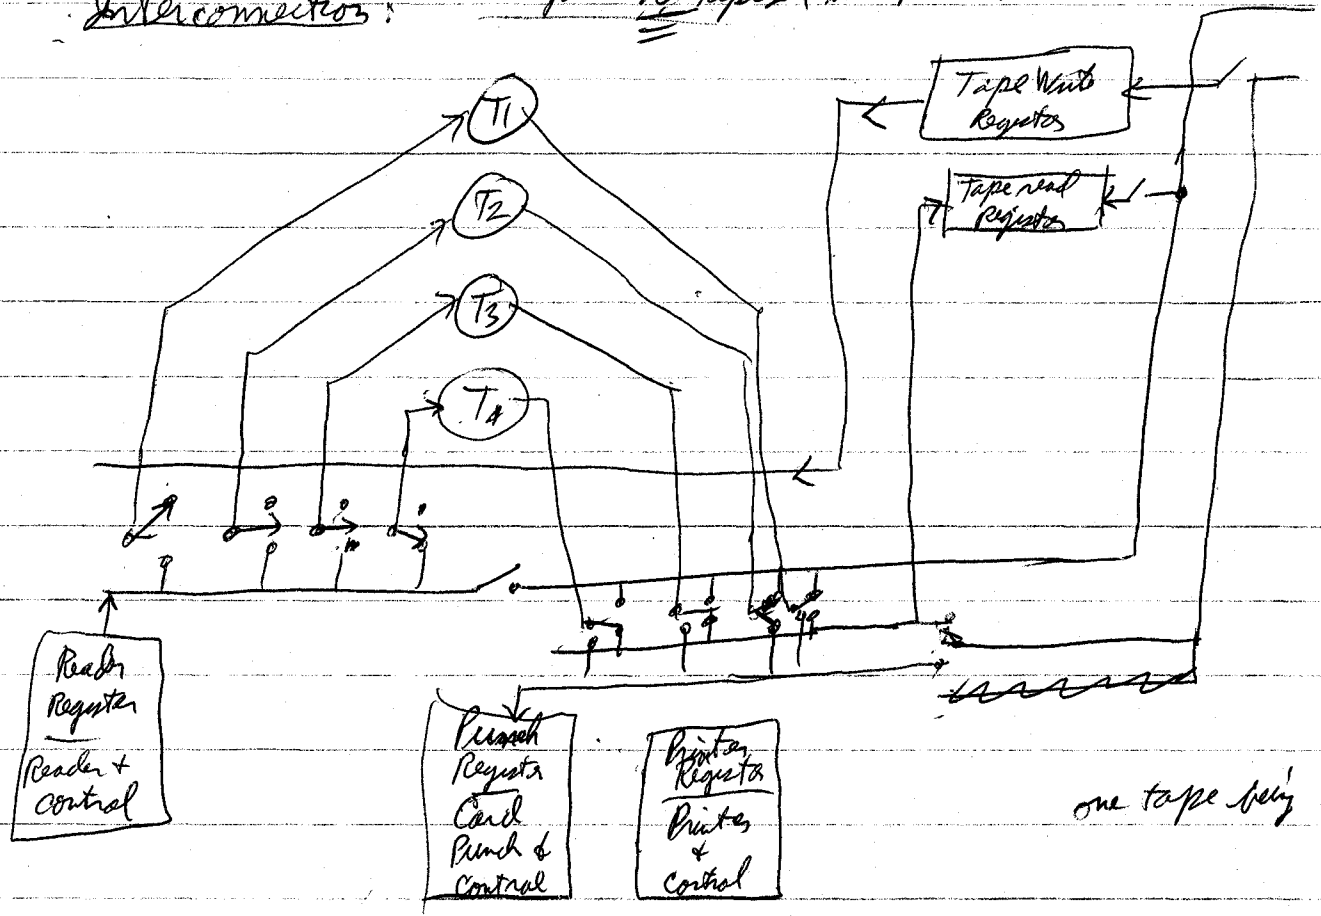 Interconnection:
Tapes
T1
Tape Write
Register
T2
Tape read
Register
T3
T4
Reader
Register
Reader +
Control
Punch
Register
Card
Punch &
Control
Printer
Register
Printer
&
Control
one tape being